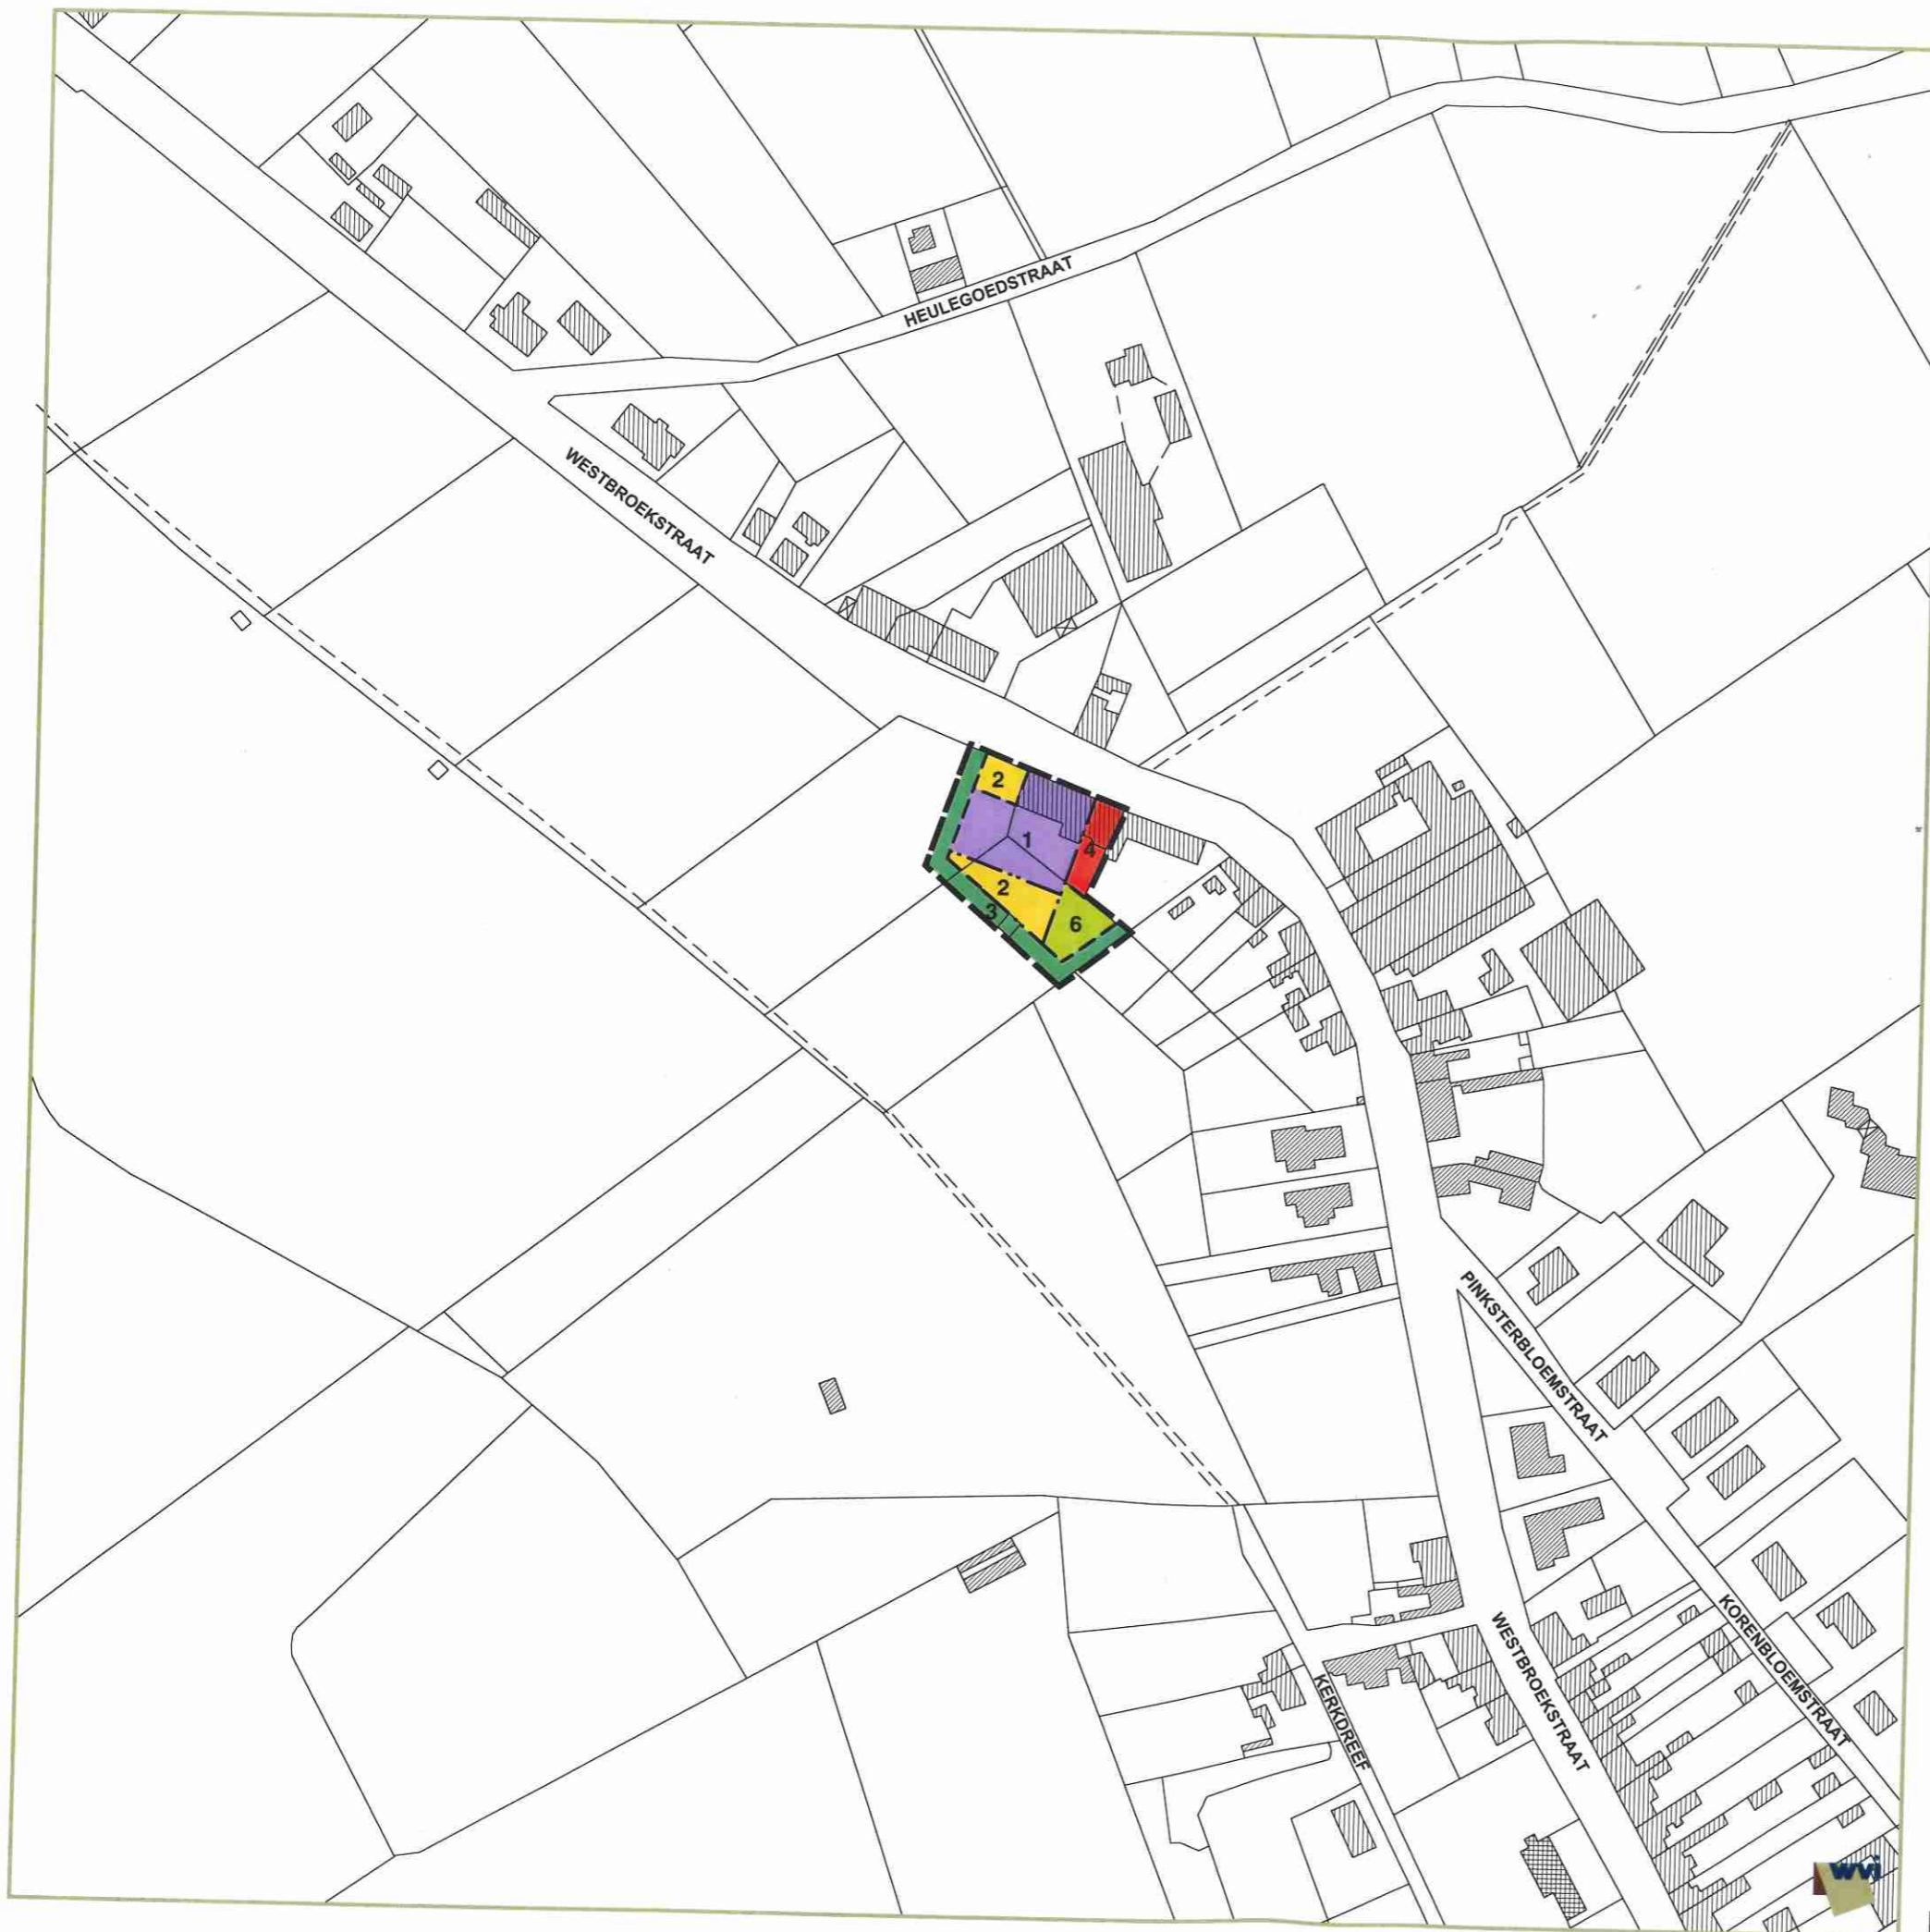 HEULEGOEDSTRAAT
WESTBROEKSTRAAT
2
1
4
2
3
6
PINKSTERBLOEMSTRAAT
KORENBLOEMSTRAAT
WESTBROEKSTRAAT
KERKDREEF
wvi